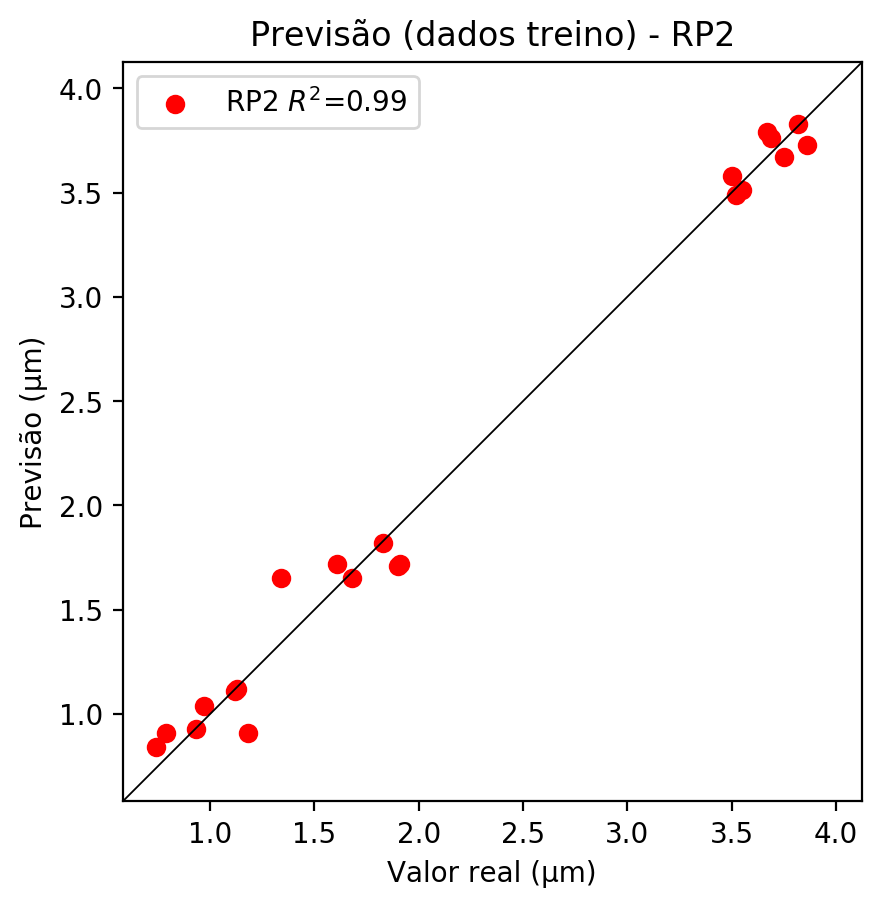 Previsão (dados treino) - RP2
RP2 R²=0.99
4.0
3.5
3.0
2.5
2.0
1.5
1.0
Previsão (µm)
1.0 1.5 2.0 2.5 3.0 3.5 4.0
Valor real (µm)